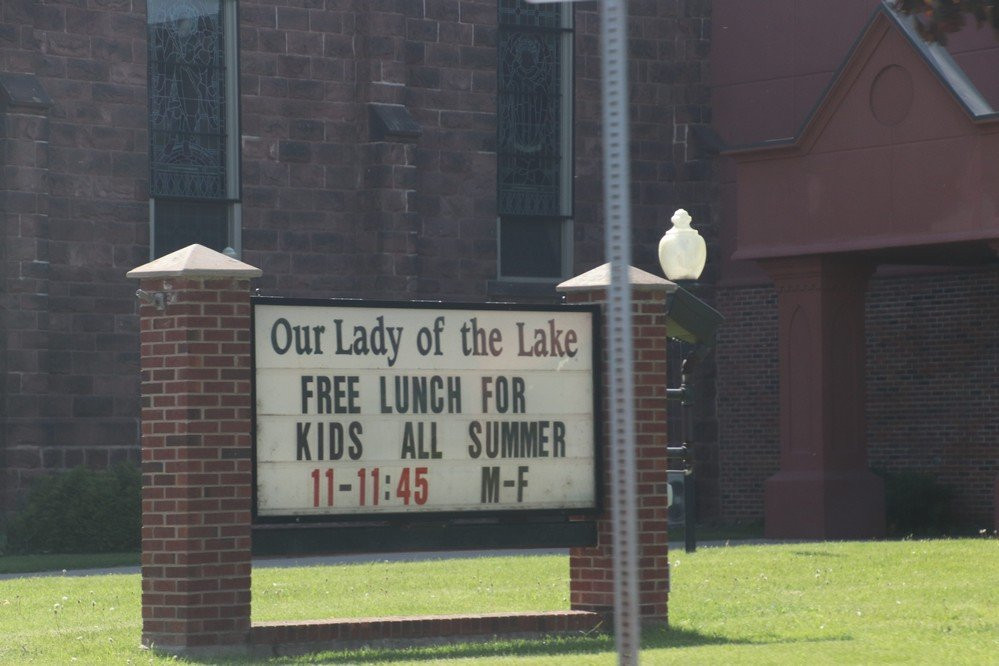 Our Lady of the Lake
FREE LUNCH FOR
KIDS ALL SUMMER
11-11:45 M-F